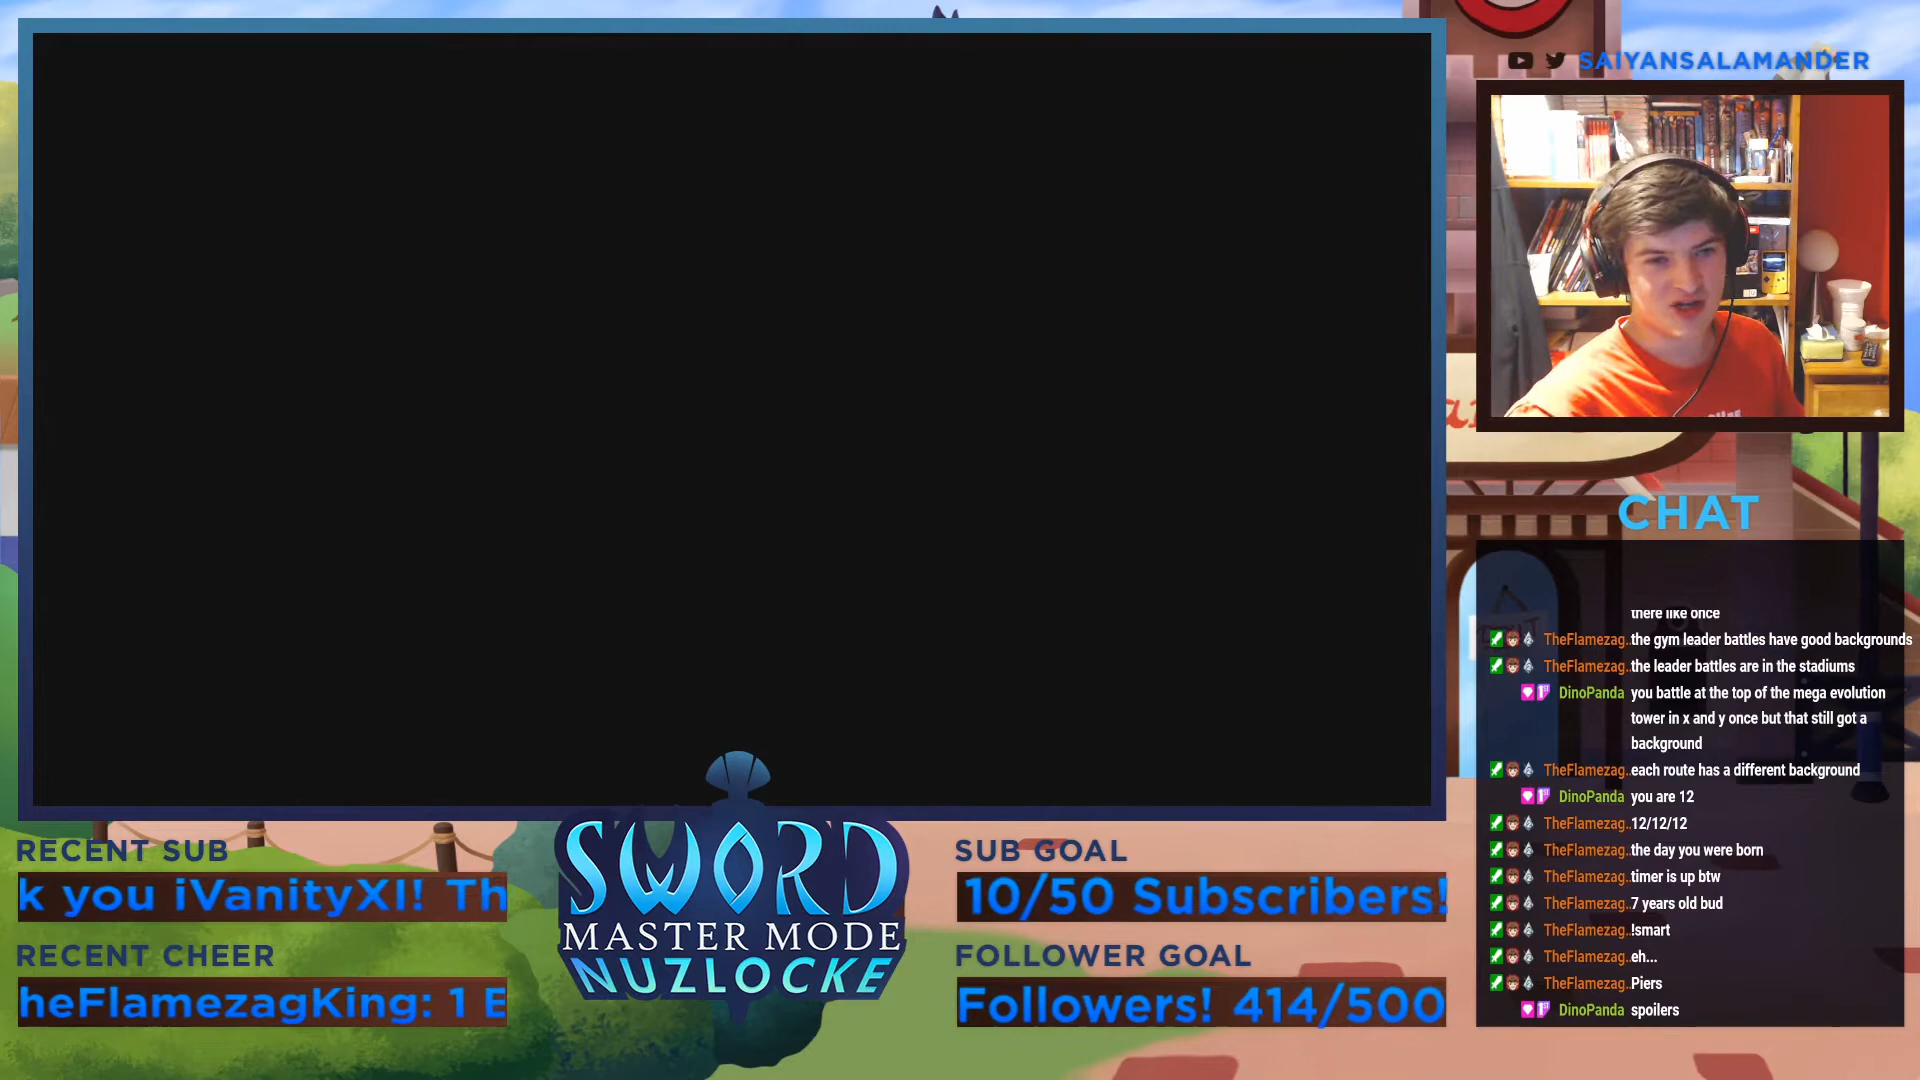 SAIYANSALAMANDER
CHAT
there like once
TheFlamezag..the gym leader battles have good backgrounds
TheFlamezag..the leader battles are in the stadiums
DinoPanda you battle at the top of the mega evolution
tower in x and y once but that still got a
background
TheFlamezag..each route has a different background
DinoPanda you are 12
TheFlamezag..12/12/12
TheFlamezag..the day you were born
TheFlamezag..timer is up btw
TheFlamezag..7 years old bud
TheFlamezag..!smart
TheFlamezag..eh...
TheFlamezag..Piers
DinoPanda spoilers
RECENT SUB
k you iVanityXI! Th
RECENT CHEER
heFlamezagKing: 1 B
SWORD
MASTER MODE
NUZLOCKE
SUB GOAL
10/50 Subscribers!
FOLLOWER GOAL
Followers! 414/500